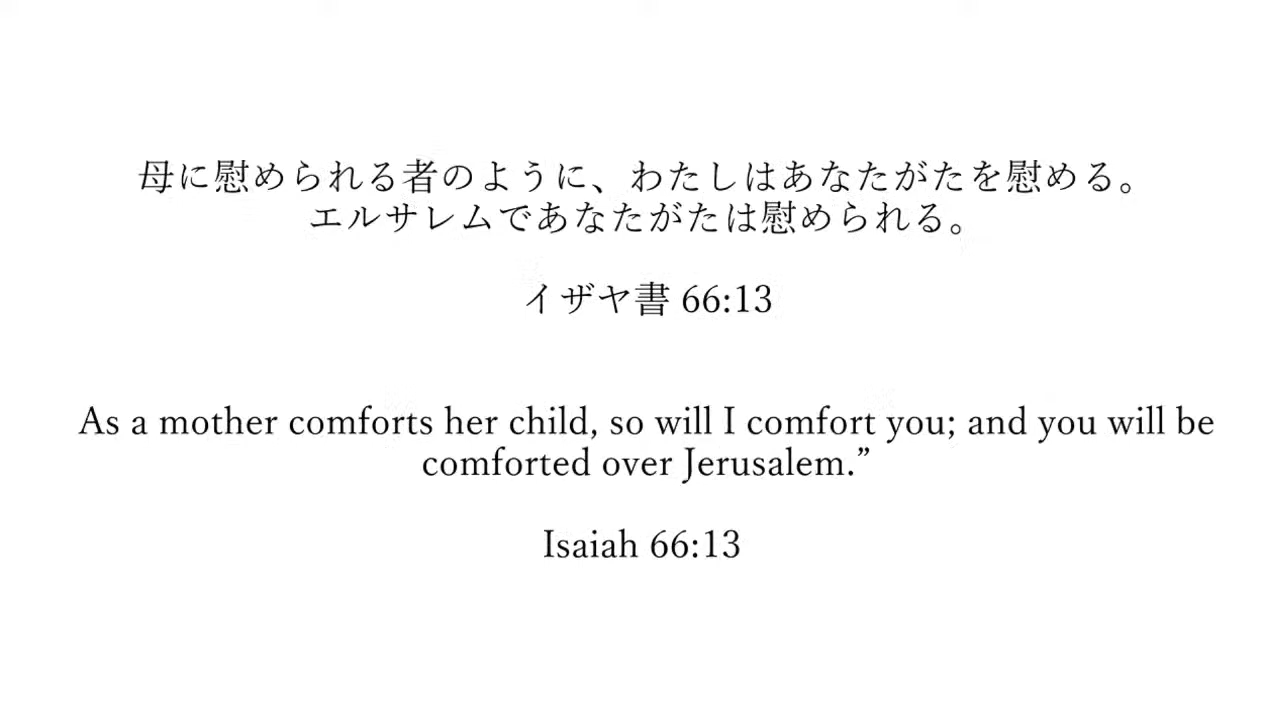 母に慰められる者のように、わたしはあなたがたを慰める。
エルサレムであなたがたは慰められる。
イザヤ書 66:13
As a mother comforts her child, so will I comfort you; and you will be
comforted over Jerusalem.”
Isaiah 66:13